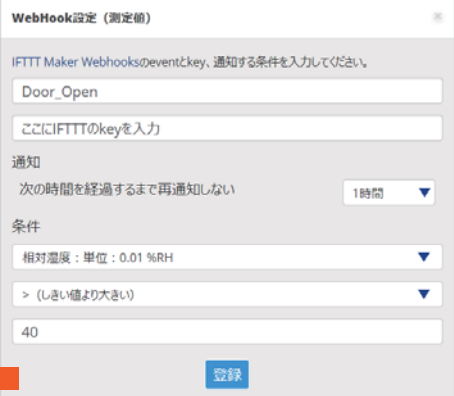 WebHook設定（測定値）
IFTTT Maker Webhooksのeventとkey、通知する条件を入力してください。
Door_Open
ここにIFTTTのkeyを入力
通知
次の時間を経過するまで再通知しない
1時間
条件
相対湿度：単位：0.01 %RH
>（しきい値より大きい）
40
登録